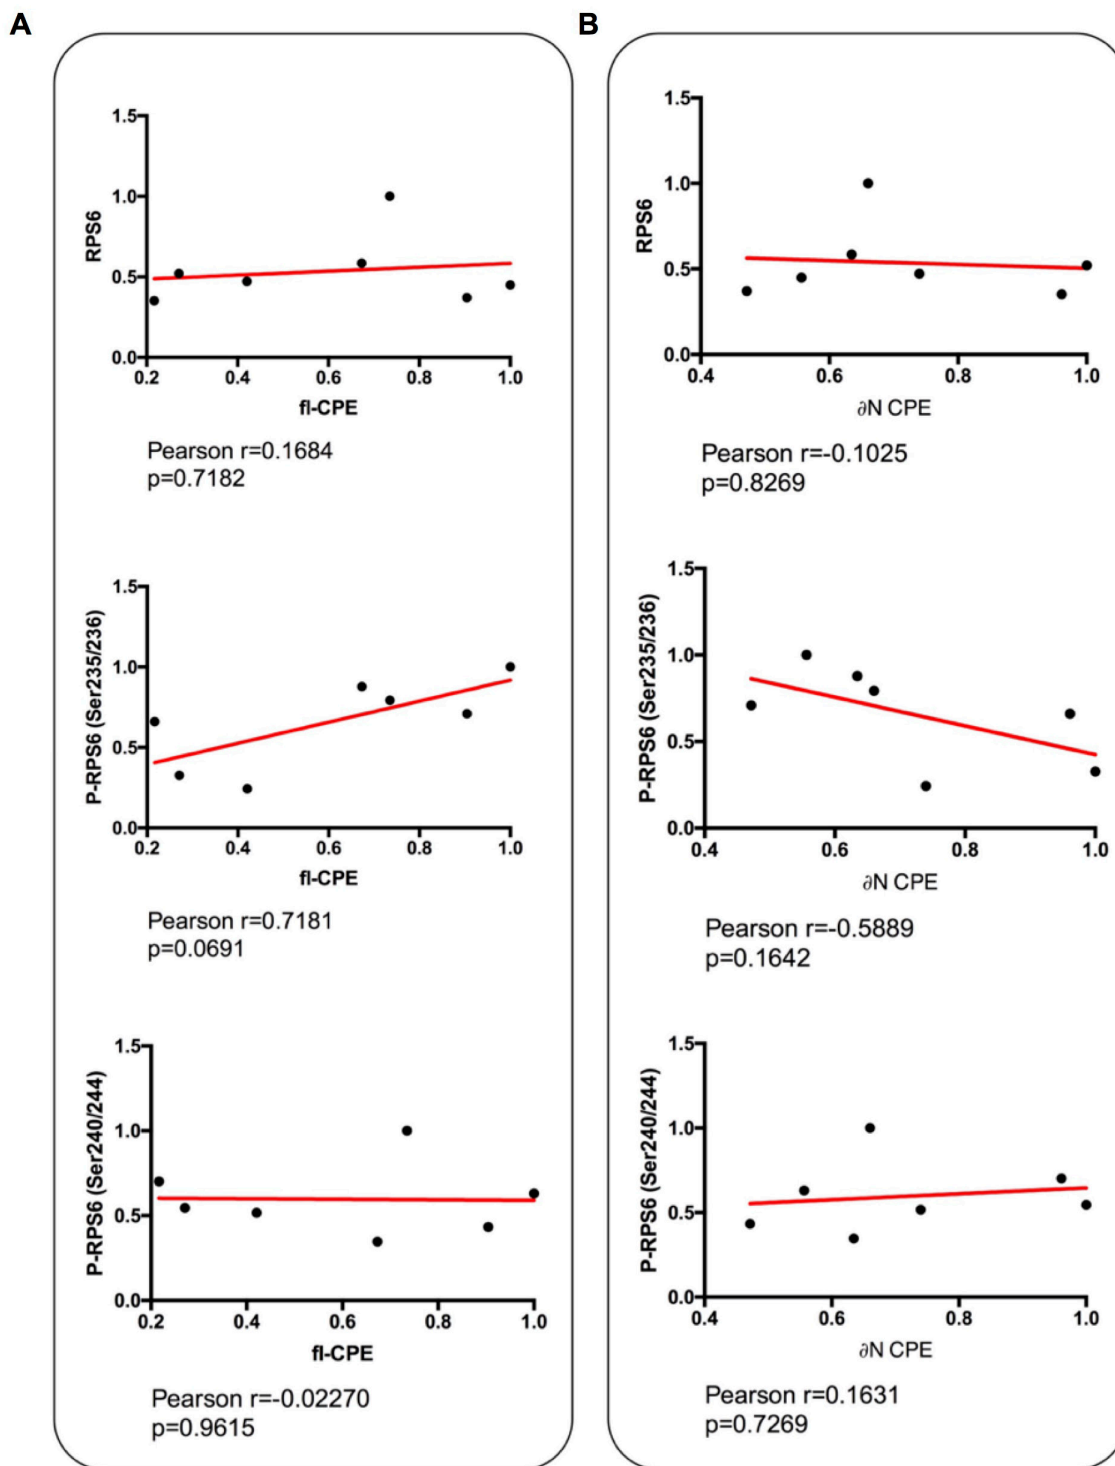 A
B
1.5
1.0
0.5
0.0
RPS6
0.2 0.4 0.6 0.8 1.0
fl-CPE
Pearson r=0.1684
p=0.7182
1.5
1.0
0.5
0.0
RPS6
0.4 0.6 0.8 1.0
∂N CPE
Pearson r=-0.1025
p=0.8269
1.5
1.0
0.5
0.0
P-RPS6 (Ser235/236)
0.2 0.4 0.6 0.8 1.0
fl-CPE
Pearson r=0.7181
p=0.0691
1.5
1.0
0.5
0.0
P-RPS6 (Ser235/236)
0.4 0.6 0.8 1.0
∂N CPE
Pearson r=-0.5889
p=0.1642
1.5
1.0
0.5
0.0
P-RPS6 (Ser240/244)
0.2 0.4 0.6 0.8 1.0
fl-CPE
Pearson r=-0.02270
p=0.9615
1.5
1.0
0.5
0.0
P-RPS6 (Ser240/244)
0.4 0.6 0.8 1.0
∂N CPE
Pearson r=0.1631
p=0.7269